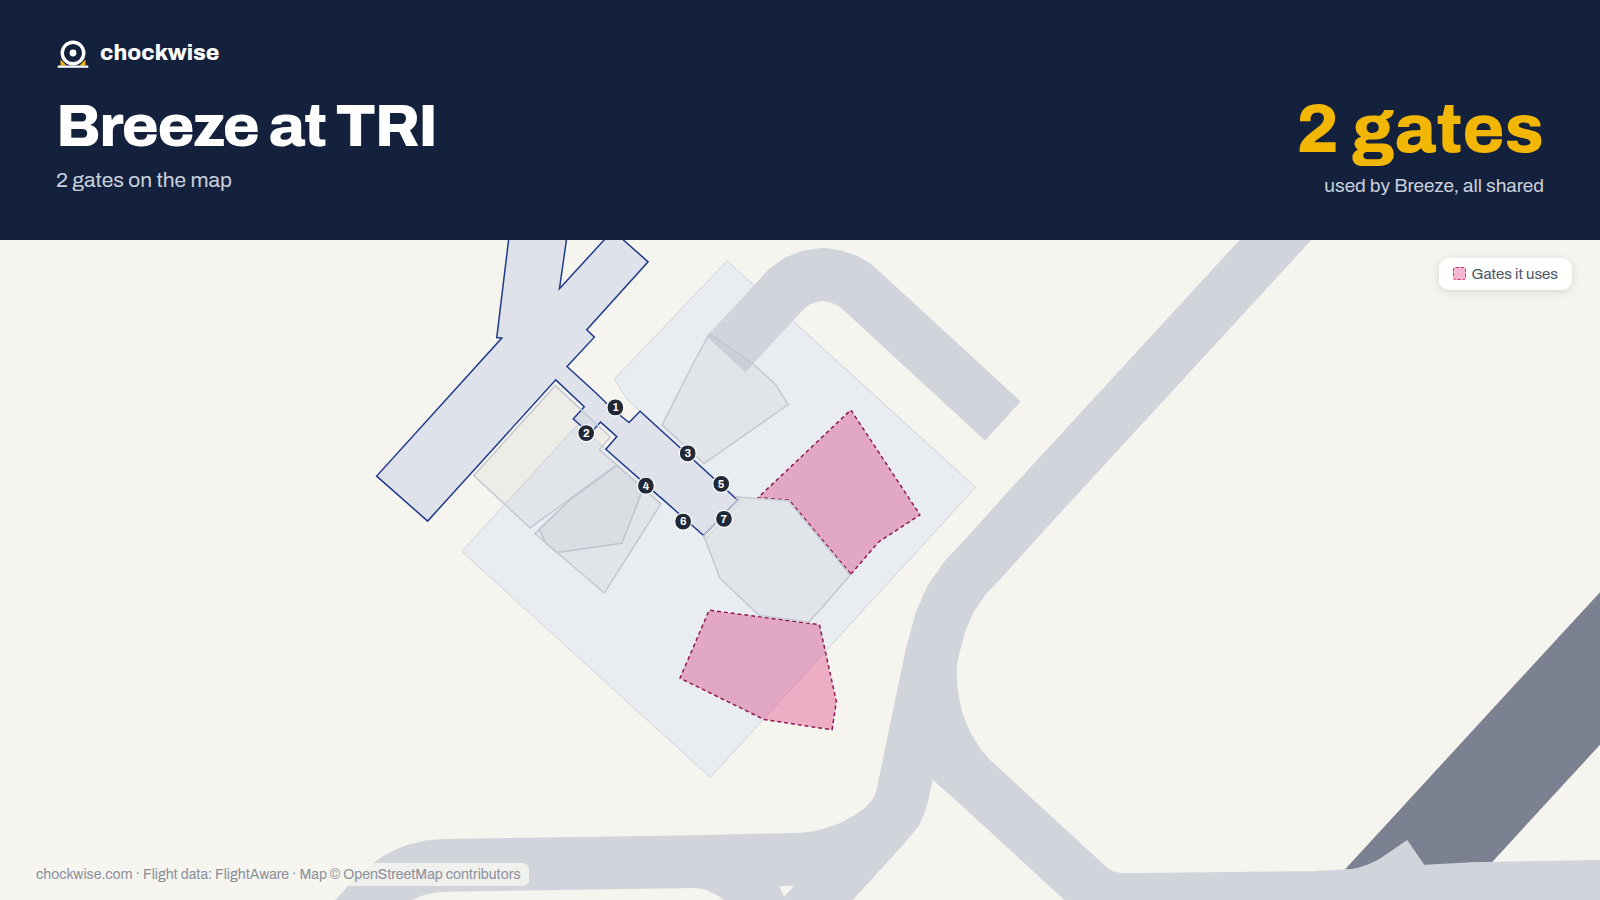 chockwise
Breeze at TRI
2 gates on the map
2 gates
used by Breeze, all shared
Gates it uses
1
2
3
4
5
6
7
chockwise.com · Flight data: FlightAware · Map © OpenStreetMap contributors